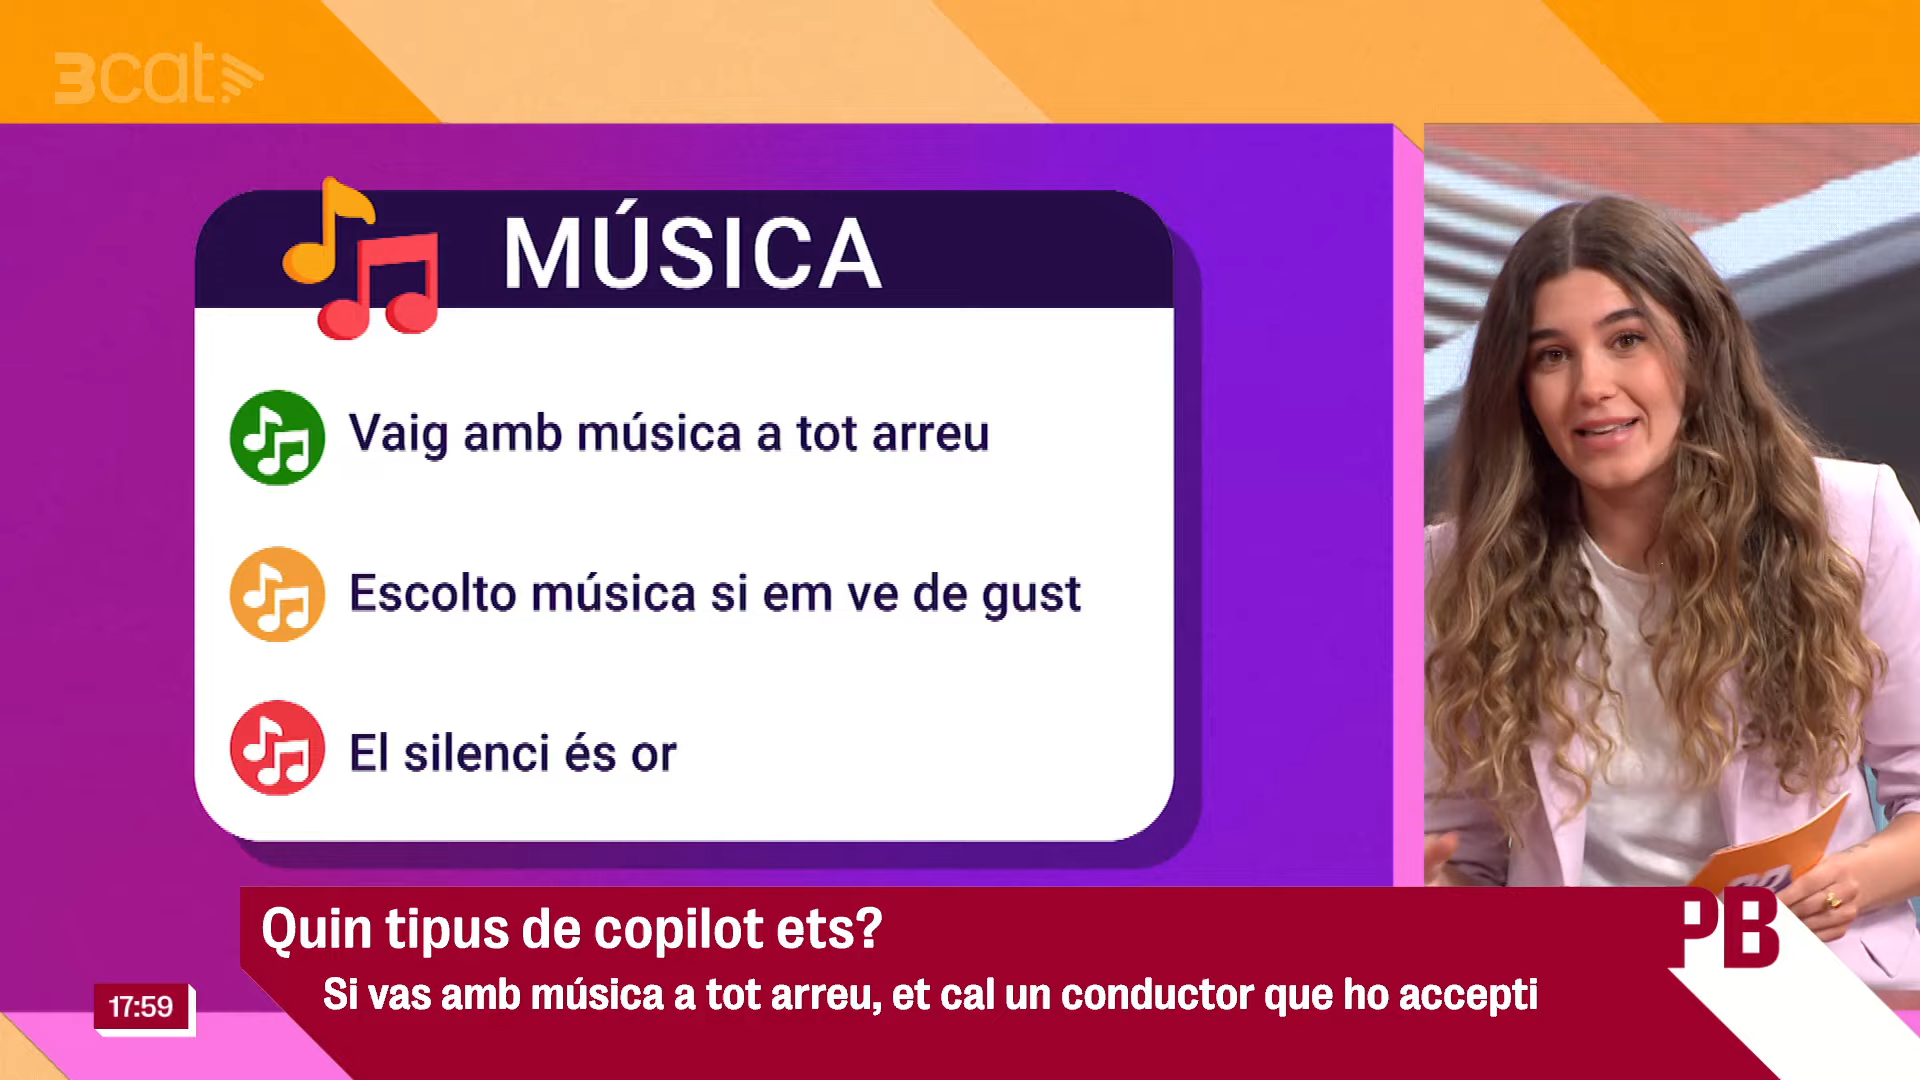 3cat
MÚSICA
Vaig amb música a tot arreu
Escolto música si em ve de gust
El silenci és or
Quin tipus de copilot ets?
PB
Si vas amb música a tot arreu, et cal un conductor que ho accepti
17:59